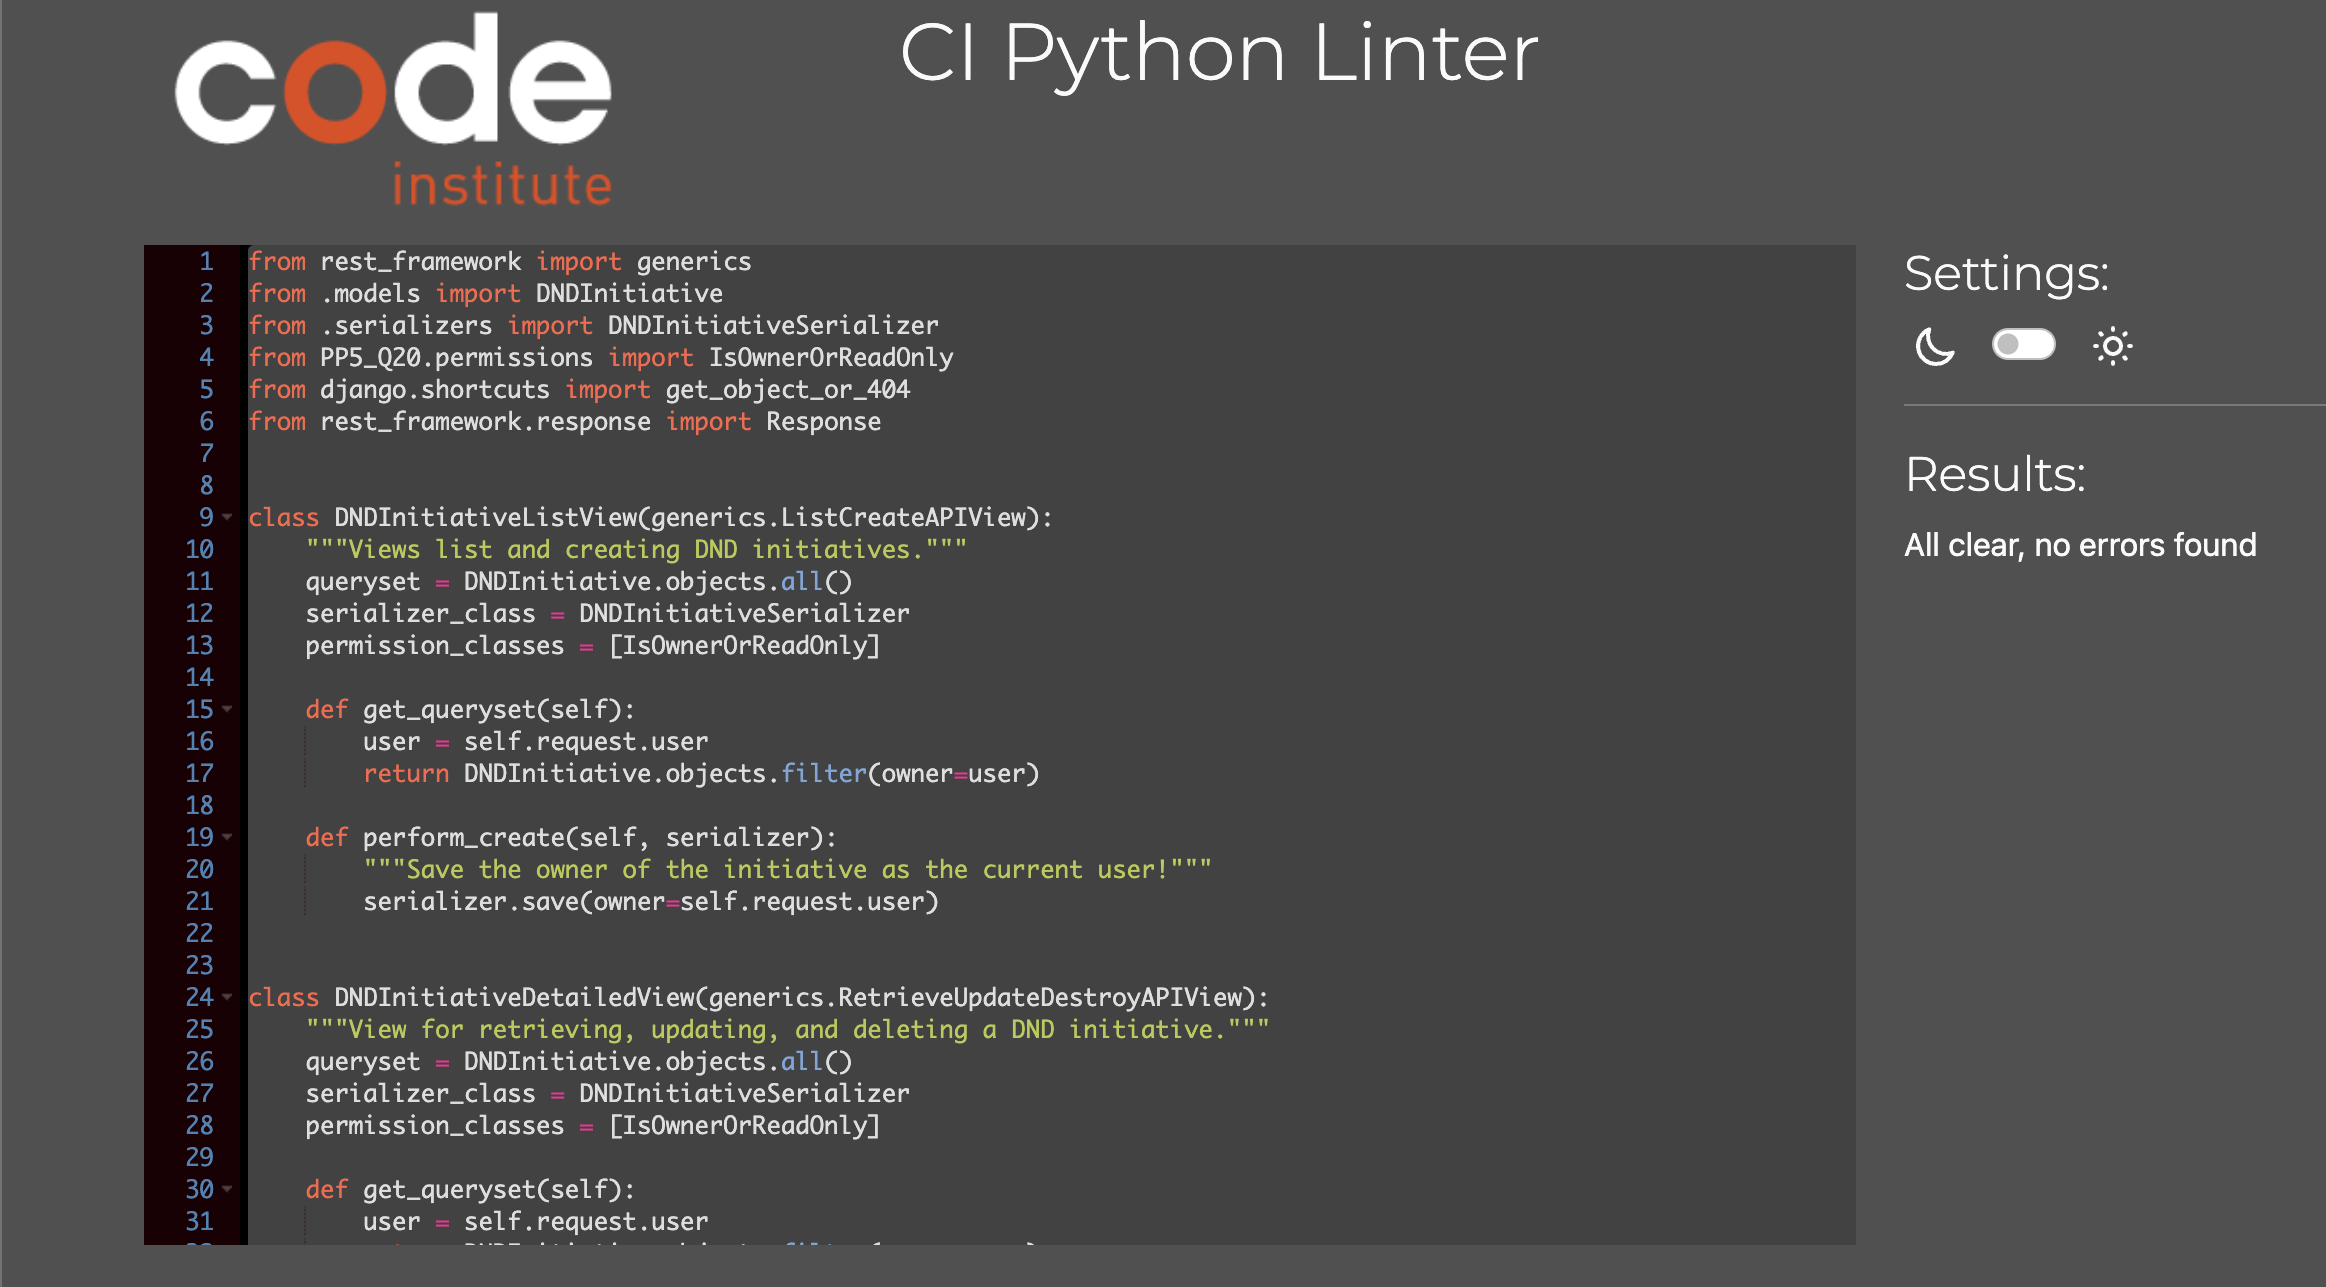 code
institute
CI Python Linter
1 from rest_framework import generics
2 from .models import DNDInitiative
3 from .serializers import DNDInitiativeSerializer
4 from PP5_Q20.permissions import IsOwnerOrReadOnly
5 from django.shortcuts import get_object_or_404
6 from rest_framework.response import Response
7
8
9 class DNDInitiativeListView(generics.ListCreateAPIView):
10     """Views list and creating DND initiatives."""
11     queryset = DNDInitiative.objects.all()
12     serializer_class = DNDInitiativeSerializer
13     permission_classes = [IsOwnerOrReadOnly]
14
15     def get_queryset(self):
16         user = self.request.user
17         return DNDInitiative.objects.filter(owner=user)
18
19     def perform_create(self, serializer):
20         """Save the owner of the initiative as the current user!"""
21         serializer.save(owner=self.request.user)
22
23
24 class DNDInitiativeDetailedView(generics.RetrieveUpdateDestroyAPIView):
25     """View for retrieving, updating, and deleting a DND initiative."""
26     queryset = DNDInitiative.objects.all()
27     serializer_class = DNDInitiativeSerializer
28     permission_classes = [IsOwnerOrReadOnly]
29
30     def get_queryset(self):
31         user = self.request.user
Settings:
Results:
All clear, no errors found